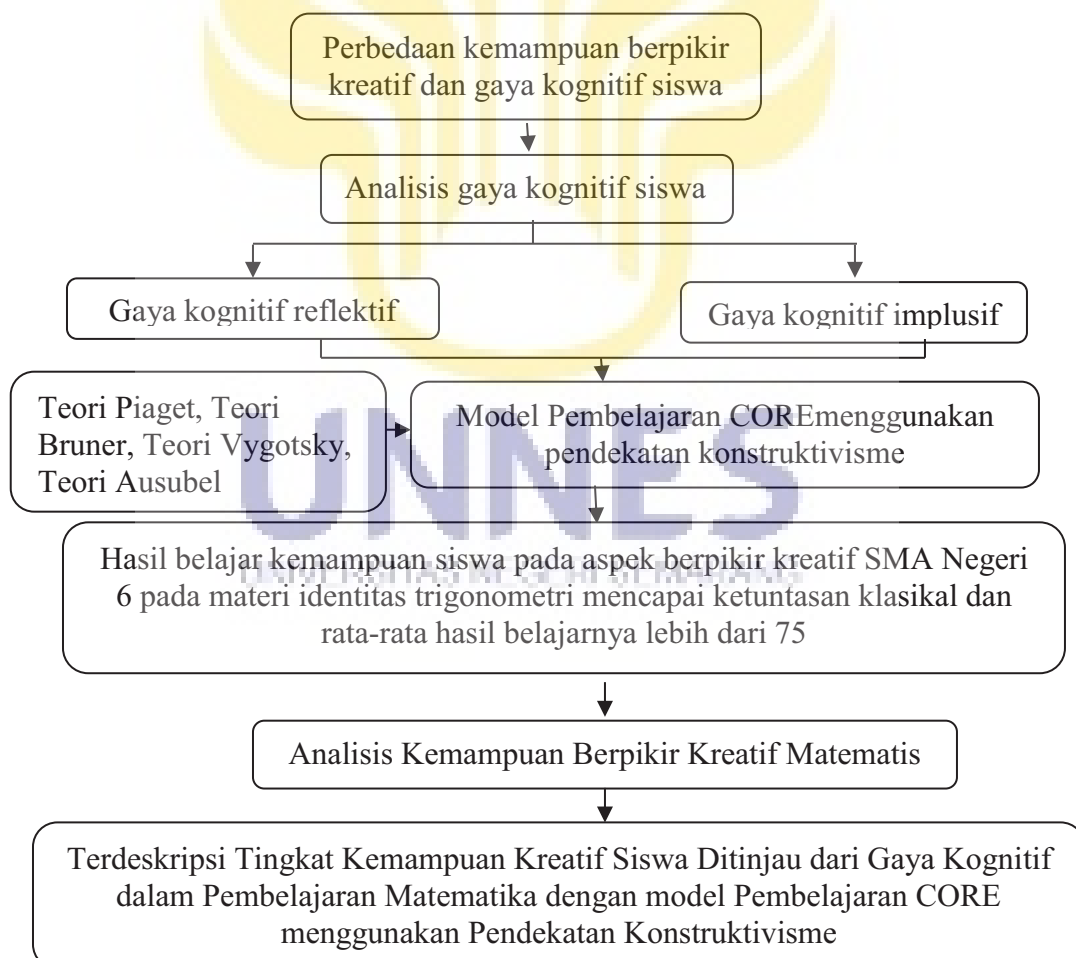 Perbedaan kemampuan berpikir
kreatif dan gaya kognitif siswa
Analisis gaya kognitif siswa
Gaya kognitif reflektif
Gaya kognitif implusif
Teori Piaget, Teori
Bruner, Teori Vygotsky,
Teori Ausubel
Model Pembelajaran COREmenggunakan
pendekatan konstruktivisme
UNNES
UNIVERSITAS NEGERI SEMARANG
Hasil belajar kemampuan siswa pada aspek berpikir kreatif SMA Negeri
6 pada materi identitas trigonometri mencapai ketuntasan klasikal dan
rata-rata hasil belajarnya lebih dari 75
Analisis Kemampuan Berpikir Kreatif Matematis
Terdeskripsi Tingkat Kemampuan Kreatif Siswa Ditinjau dari Gaya Kognitif
dalam Pembelajaran Matematika dengan model Pembelajaran CORE
menggunakan Pendekatan Konstruktivisme